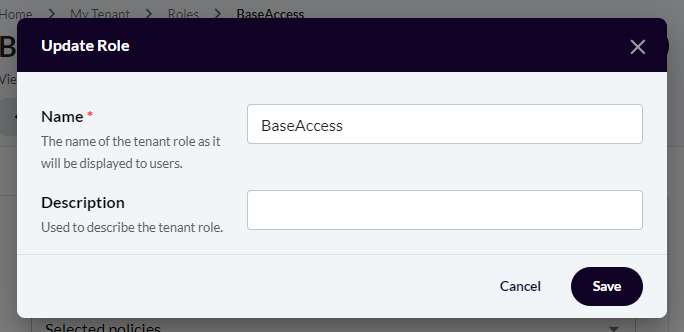 Home > My Tenant > Roles > BaseAccess
B
Vie
Update Role
Name *
The name of the tenant role as it
will be displayed to users.
BaseAccess
Description
Used to describe the tenant role.
Cancel
Save
Selected policies